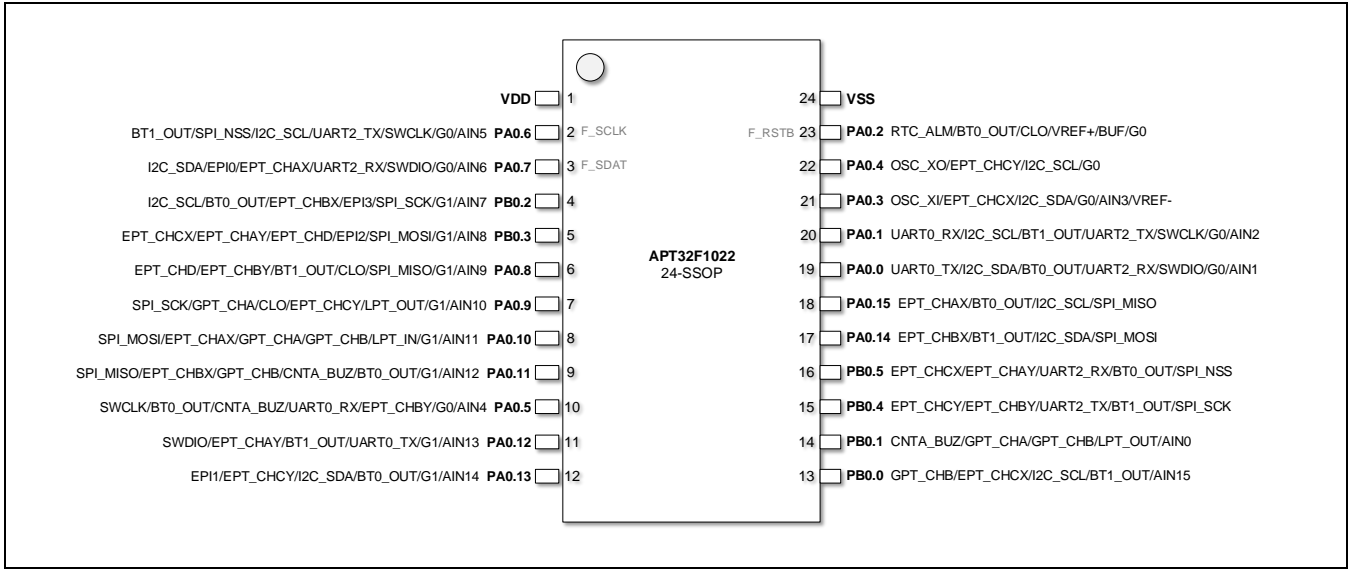 VDD 1
24 VSS
BT1_OUT/SPI_NSS/I2C_SCL/UART2_TX/SWCLK/G0/AIN5 PA0.6 2 F_SCLK
F_RSTB 23 PA0.2 RTC_ALM/BT0_OUT/CLO/VREF+/BUF/G0
I2C_SDA/EPI0/EPT_CHAX/UART2_RX/SWDIO/G0/AIN6 PA0.7 3 F_SDAT
22 PA0.4 OSC_XO/EPT_CHCY/I2C_SCL/G0
I2C_SCL/BT0_OUT/EPT_CHBX/EPI3/SPI_SCK/G1/AIN7 PB0.2 4
21 PA0.3 OSC_XI/EPT_CHCX/I2C_SDA/G0/AIN3/VREF-
EPT_CHCX/EPT_CHAY/EPT_CHD/EPI2/SPI_MOSI/G1/AIN8 PB0.3 5
20 PA0.1 UART0_RX/I2C_SCL/BT1_OUT/UART2_TX/SWCLK/G0/AIN2
APT32F1022
24-SSOP
EPT_CHD/EPT_CHBY/BT1_OUT/CLO/SPI_MISO/G1/AIN9 PA0.8 6
19 PA0.0 UART0_TX/I2C_SDA/BT0_OUT/UART2_RX/SWDIO/G0/AIN1
SPI_SCK/GPT_CHA/CLO/EPT_CHCY/LPT_OUT/G1/AIN10 PA0.9 7
18 PA0.15 EPT_CHAX/BT0_OUT/I2C_SCL/SPI_MISO
SPI_MOSI/EPT_CHAX/GPT_CHA/GPT_CHB/LPT_IN/G1/AIN11 PA0.10 8
17 PA0.14 EPT_CHBX/BT1_OUT/I2C_SDA/SPI_MOSI
SPI_MISO/EPT_CHBX/GPT_CHB/CNTA_BUZ/BT0_OUT/G1/AIN12 PA0.11 9
16 PB0.5 EPT_CHCX/EPT_CHAY/UART2_RX/BT0_OUT/SPI_NSS
SWCLK/BT0_OUT/CNTA_BUZ/UART0_RX/EPT_CHBY/G0/AIN4 PA0.5 10
15 PB0.4 EPT_CHCY/EPT_CHBY/UART2_TX/BT1_OUT/SPI_SCK
SWDIO/EPT_CHAY/BT1_OUT/UART0_TX/G1/AIN13 PA0.12 11
14 PB0.1 CNTA_BUZ/GPT_CHA/GPT_CHB/LPT_OUT/AIN0
EPI1/EPT_CHCY/I2C_SDA/BT0_OUT/G1/AIN14 PA0.13 12
13 PB0.0 GPT_CHB/EPT_CHCX/I2C_SCL/BT1_OUT/AIN15